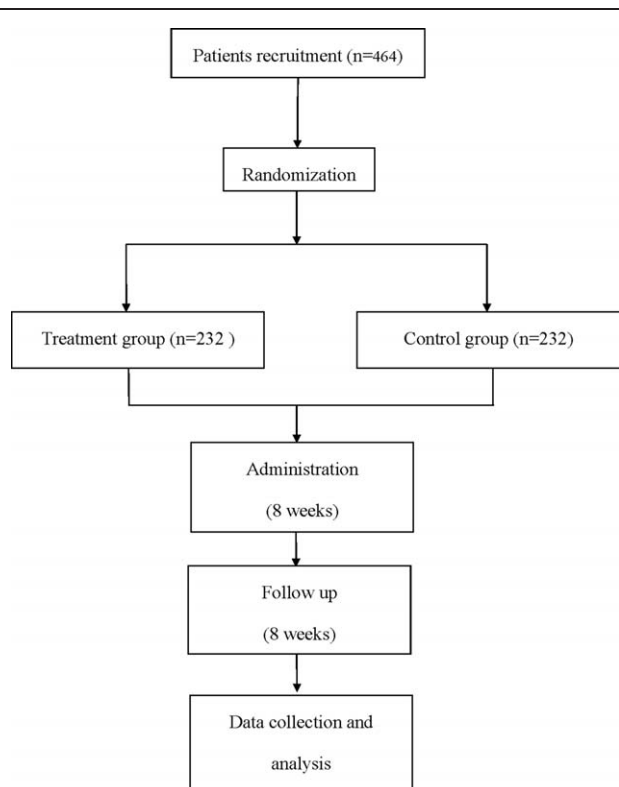 Patients recruitment (n=464)
Randomization
Treatment group (n=232 )
Control group (n=232)
Administration
(8 weeks)
Follow up
(8 weeks)
Data collection and
analysis